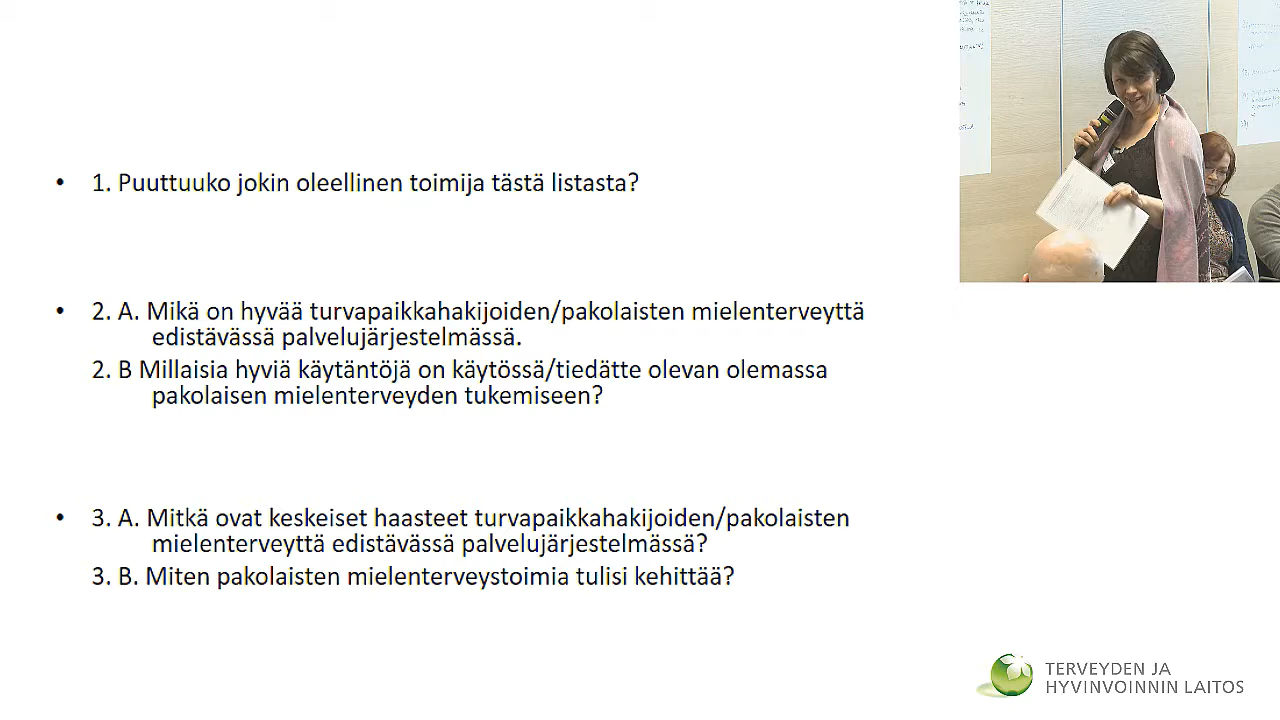 • 1. Puuttuuko jokin oleellinen toimija tästä listasta?
• 2. A. Mikä on hyvää turvapaikkahakijoiden/pakolaisten mielenterveyttä
edistävässä palvelujärjestelmässä.
2. B Millaisia hyviä käytäntöjä on käytössä/tiedätte olevan olemassa
pakolaisen mielenterveyden tukemiseen?
• 3. A. Mitkä ovat keskeiset haasteet turvapaikkahakijoiden/pakolaisten
mielenterveyttä edistävässä palvelujärjestelmässä?
3. B. Miten pakolaisten mielenterveystoimia tulisi kehittää?
TERVEYDEN JA
HYVINVOINNIN LAITOS